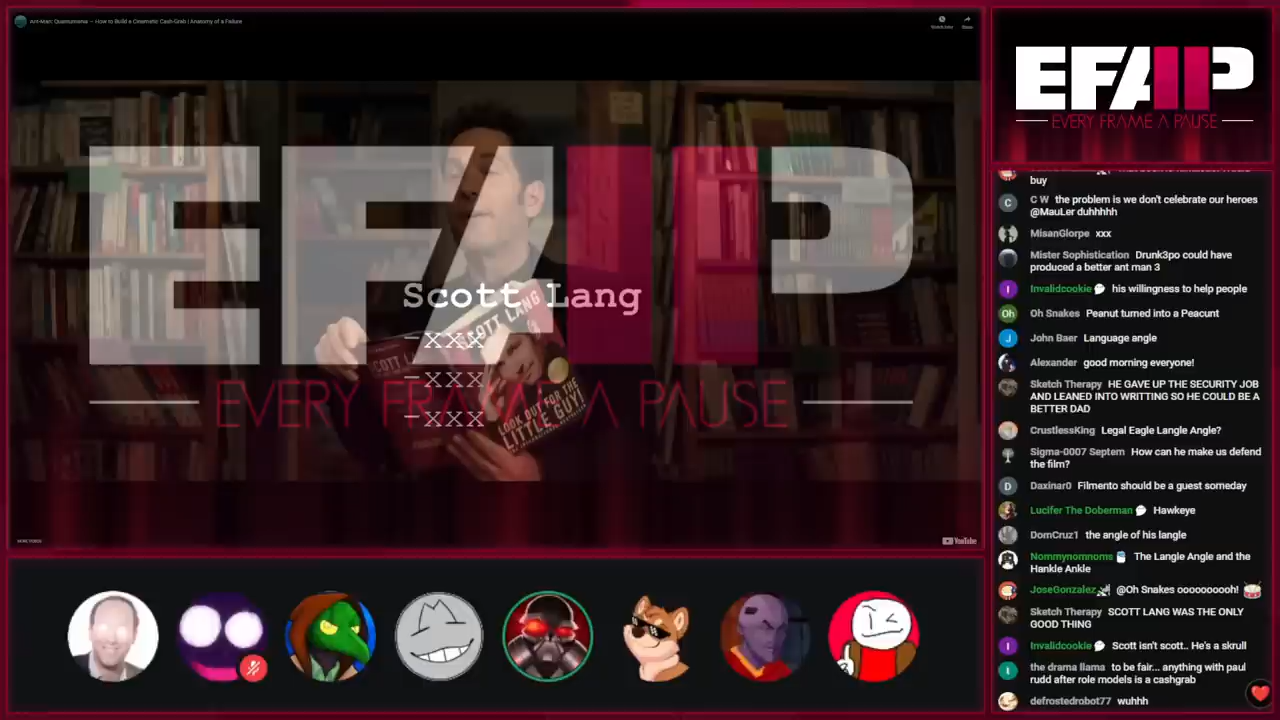 Ant-Man: Quantumania – How to Build a Cinematic Cash-Grab | Anatomy of a Failure
Watch later
Share
EFAP
EVERY FRAME A PAUSE
Scott Lang
-xxx
-xxx
-xxx
SCOTT LANG
LOOK OUT FOR THE
LITTLE GUY!
MORE VIDEOS
YouTube
EFAP
EVERY FRAME A PAUSE
buy
C W the problem is we don't celebrate our heroes
@MauLer duhhhhh
MisanGlorpe xxx
Mister Sophistication Drunk3po could have
produced a better ant man 3
Invalidcookie his willingness to help people
Oh Snakes Peanut turned into a Peacunt
John Baer Language angle
Alexander good morning everyone!
Sketch Therapy HE GAVE UP THE SECURITY JOB
AND LEANED INTO WRITTING SO HE COULD BE A
BETTER DAD
CrustlessKing Legal Eagle Langle Angle?
Sigma-0007 Septem How can he make us defend
the film?
Daxinar0 Filmento should be a guest someday
Lucifer The Doberman Hawkeye
DomCruz1 the angle of his langle
Nommynomnoms The Langle Angle and the
Hankle Ankle
JoseGonzalez @Oh Snakes ooooooooh!
Sketch Therapy SCOTT LANG WAS THE ONLY
GOOD THING
Invalidcookie Scott isn't scott.. He's a skrull
the drama llama to be fair... anything with paul
rudd after role models is a cashgrab
defrostedrobot77 wuhhh